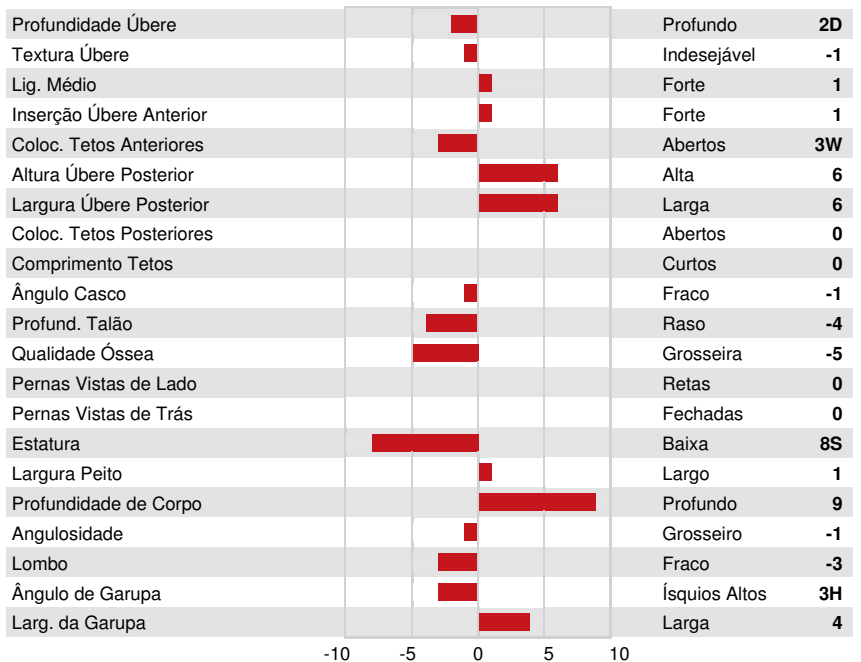 Profundidade Úbere Profundo 2D
Textura Úbere Indesejável -1
Lig. Médio Forte 1
Inserção Úbere Anterior Forte 1
Coloc. Tetos Anteriores Abertos 3W
Altura Úbere Posterior Alta 6
Largura Úbere Posterior Larga 6
Coloc. Tetos Posteriores Abertos 0
Comprimento Tetos Curtos 0
Ângulo Casco Fraco -1
Profund. Talão Raso -4
Qualidade Óssea Grosseira -5
Pernas Vistas de Lado Retas 0
Pernas Vistas de Trás Fechadas 0
Estatura Baixa 8S
Largura Peito Largo 1
Profundidade de Corpo Profundo 9
Angulosidade Grosseiro -1
Lombo Fraco -3
Ângulo de Garupa Ísquios Altos 3H
Larg. da Garupa Larga 4
-10 -5 0 5 10